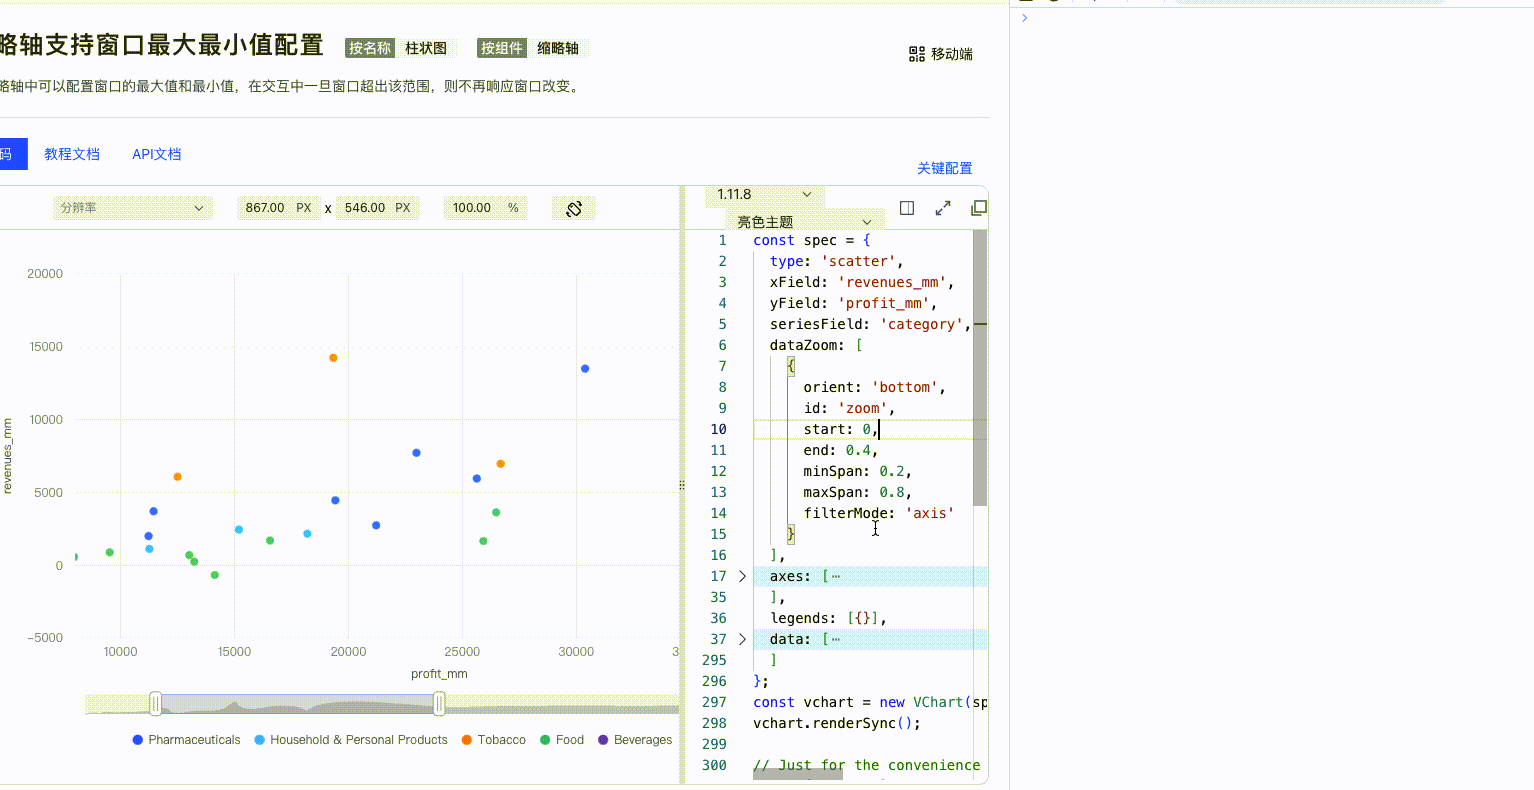 略轴支持窗口最大最小值配置 按名称 柱状图 按组件 缩略轴
移动端
略轴中可以配置窗口的最大值和最小值，在交互中一旦窗口超出该范围，则不再响应窗口改变。
码 教程文档 API文档
关键配置
分辨率 867.00 PX x 546.00 PX 100.00 %
1.11.8
亮色主题
20000
15000
10000
5000
0
−5000
revenues_mm
10000 15000 20000 25000 30000 3
profit_mm
Pharmaceuticals Household & Personal Products Tobacco Food Beverages
1 const spec = {
2 type: 'scatter',
3 xField: 'revenues_mm',
4 yField: 'profit_mm',
5 seriesField: 'category',
6 dataZoom: [
7 {
8 orient: 'bottom',
9 id: 'zoom',
10 start: 0,
11 end: 0.4,
12 minSpan: 0.2,
13 maxSpan: 0.8,
14 filterMode: 'axis'
15 }
16 ],
17 axes: [⋯
35 ],
36 legends: [{}],
37 data: [⋯
295 ]
296 };
297 const vchart = new VChart(sp
298 vchart.renderSync();
299
300 // Just for the convenience